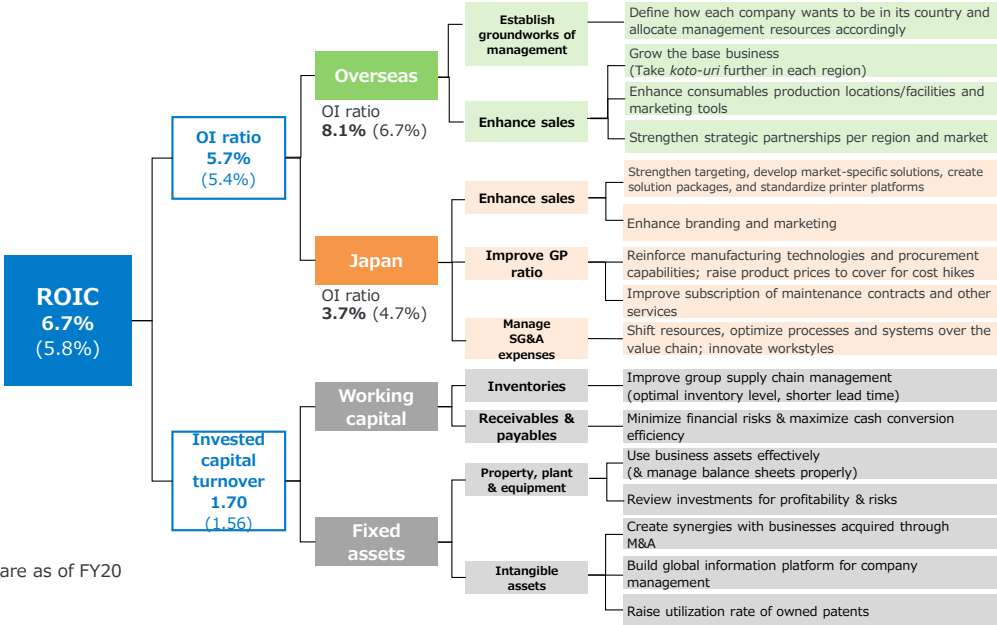 ROIC
6.7%
(5.8%)
OI ratio
5.7%
(5.4%)
Invested
capital
turnover
1.70
(1.56)
Overseas
OI ratio
8.1% (6.7%)
Japan
OI ratio
3.7% (4.7%)
Working
capital
Fixed
assets
Establish
groundworks of
management
Enhance sales
Enhance sales
Improve GP
ratio
Manage
SG&A
expenses
Inventories
Receivables &
payables
Property, plant
& equipment
Intangible
assets
Define how each company wants to be in its country and
allocate management resources accordingly
Grow the base business
(Take koto-uri further in each region)
Enhance consumables production locations/facilities and
marketing tools
Strengthen strategic partnerships per region and market
Strengthen targeting, develop market-specific solutions, create
solution packages, and standardize printer platforms
Enhance branding and marketing
Reinforce manufacturing technologies and procurement
capabilities; raise product prices to cover for cost hikes
Improve subscription of maintenance contracts and other
services
Shift resources, optimize processes and systems over the
value chain; innovate workstyles
Improve group supply chain management
(optimal inventory level, shorter lead time)
Minimize financial risks & maximize cash conversion
efficiency
Use business assets effectively
(& manage balance sheets properly)
Review investments for profitability & risks
Create synergies with businesses acquired through
M&A
Build global information platform for company
management
Raise utilization rate of owned patents
are as of FY20